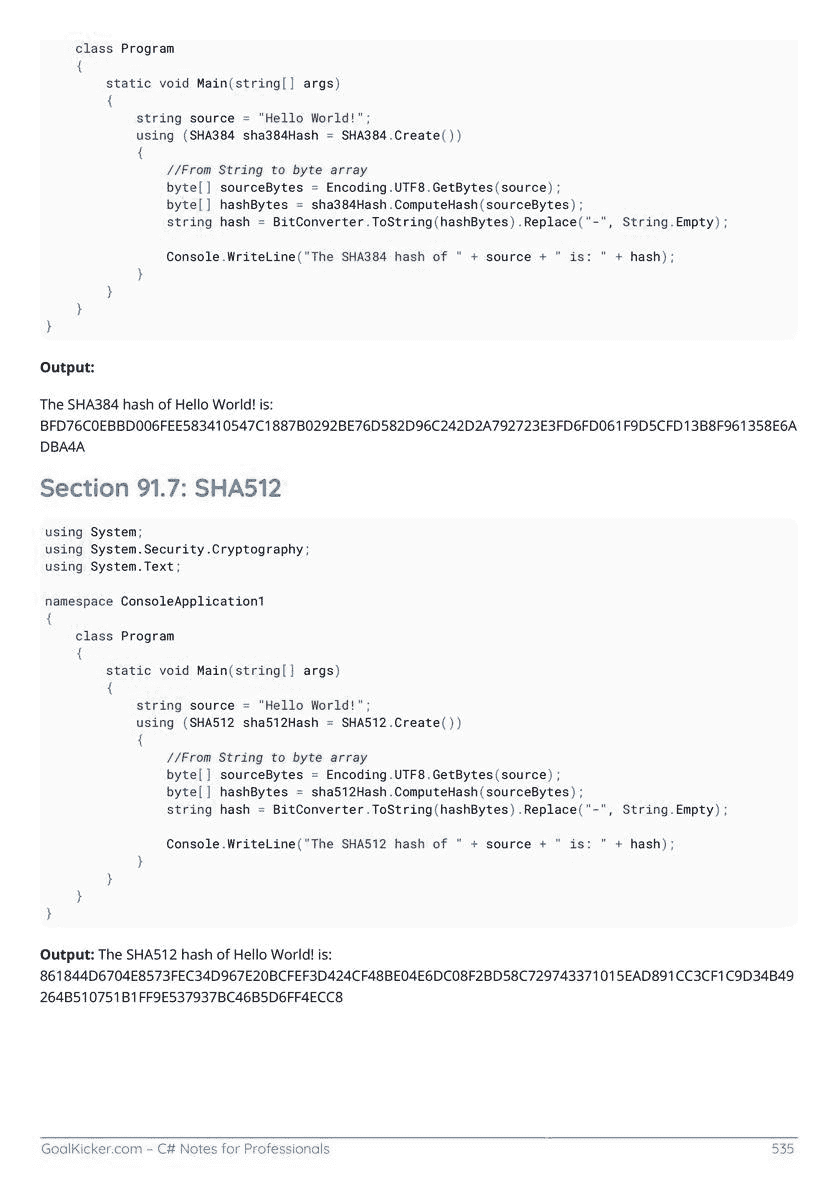 class Program
    {
        static void Main(string[] args)
        {
            string source = "Hello World!";
            using (SHA384 sha384Hash = SHA384.Create())
            {
                //From String to byte array
                byte[] sourceBytes = Encoding.UTF8.GetBytes(source);
                byte[] hashBytes = sha384Hash.ComputeHash(sourceBytes);
                string hash = BitConverter.ToString(hashBytes).Replace("-", String.Empty);

                Console.WriteLine("The SHA384 hash of " + source + " is: " + hash);
            }
        }
    }
}
Output:
The SHA384 hash of Hello World! is:
BFD76C0EBBD006FEE583410547C1887B0292BE76D582D96C242D2A792723E3FD6FD061F9D5CFD13B8F961358E6A
DBA4A
Section 91.7: SHA512
using System;
using System.Security.Cryptography;
using System.Text;

namespace ConsoleApplication1
{
    class Program
    {
        static void Main(string[] args)
        {
            string source = "Hello World!";
            using (SHA512 sha512Hash = SHA512.Create())
            {
                //From String to byte array
                byte[] sourceBytes = Encoding.UTF8.GetBytes(source);
                byte[] hashBytes = sha512Hash.ComputeHash(sourceBytes);
                string hash = BitConverter.ToString(hashBytes).Replace("-", String.Empty);

                Console.WriteLine("The SHA512 hash of " + source + " is: " + hash);
            }
        }
    }
}
Output: The SHA512 hash of Hello World! is:
861844D6704E8573FEC34D967E20BCFEF3D424CF48BE04E6DC08F2BD58C729743371015EAD891CC3CF1C9D34B49
264B510751B1FF9E537937BC46B5D6FF4ECC8
GoalKicker.com – C# Notes for Professionals
535